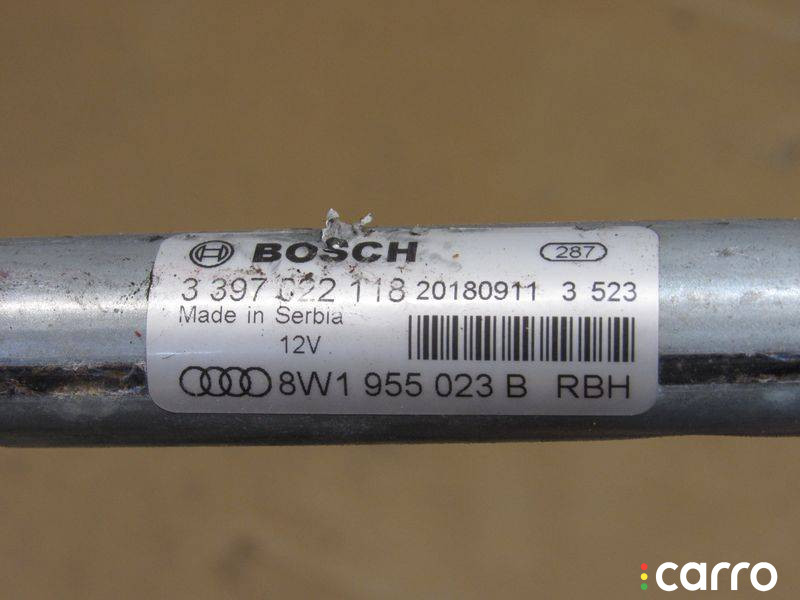 BOSCH 287
3 397 022 118 20180911 3 523
Made in Serbia
12V
8W1 955 023 B RBH
carro